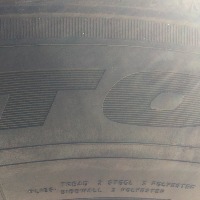 TO
TREAD 2 STEEL 2 POLYESTER
PLIES: SIDEWALL 2 POLYESTER